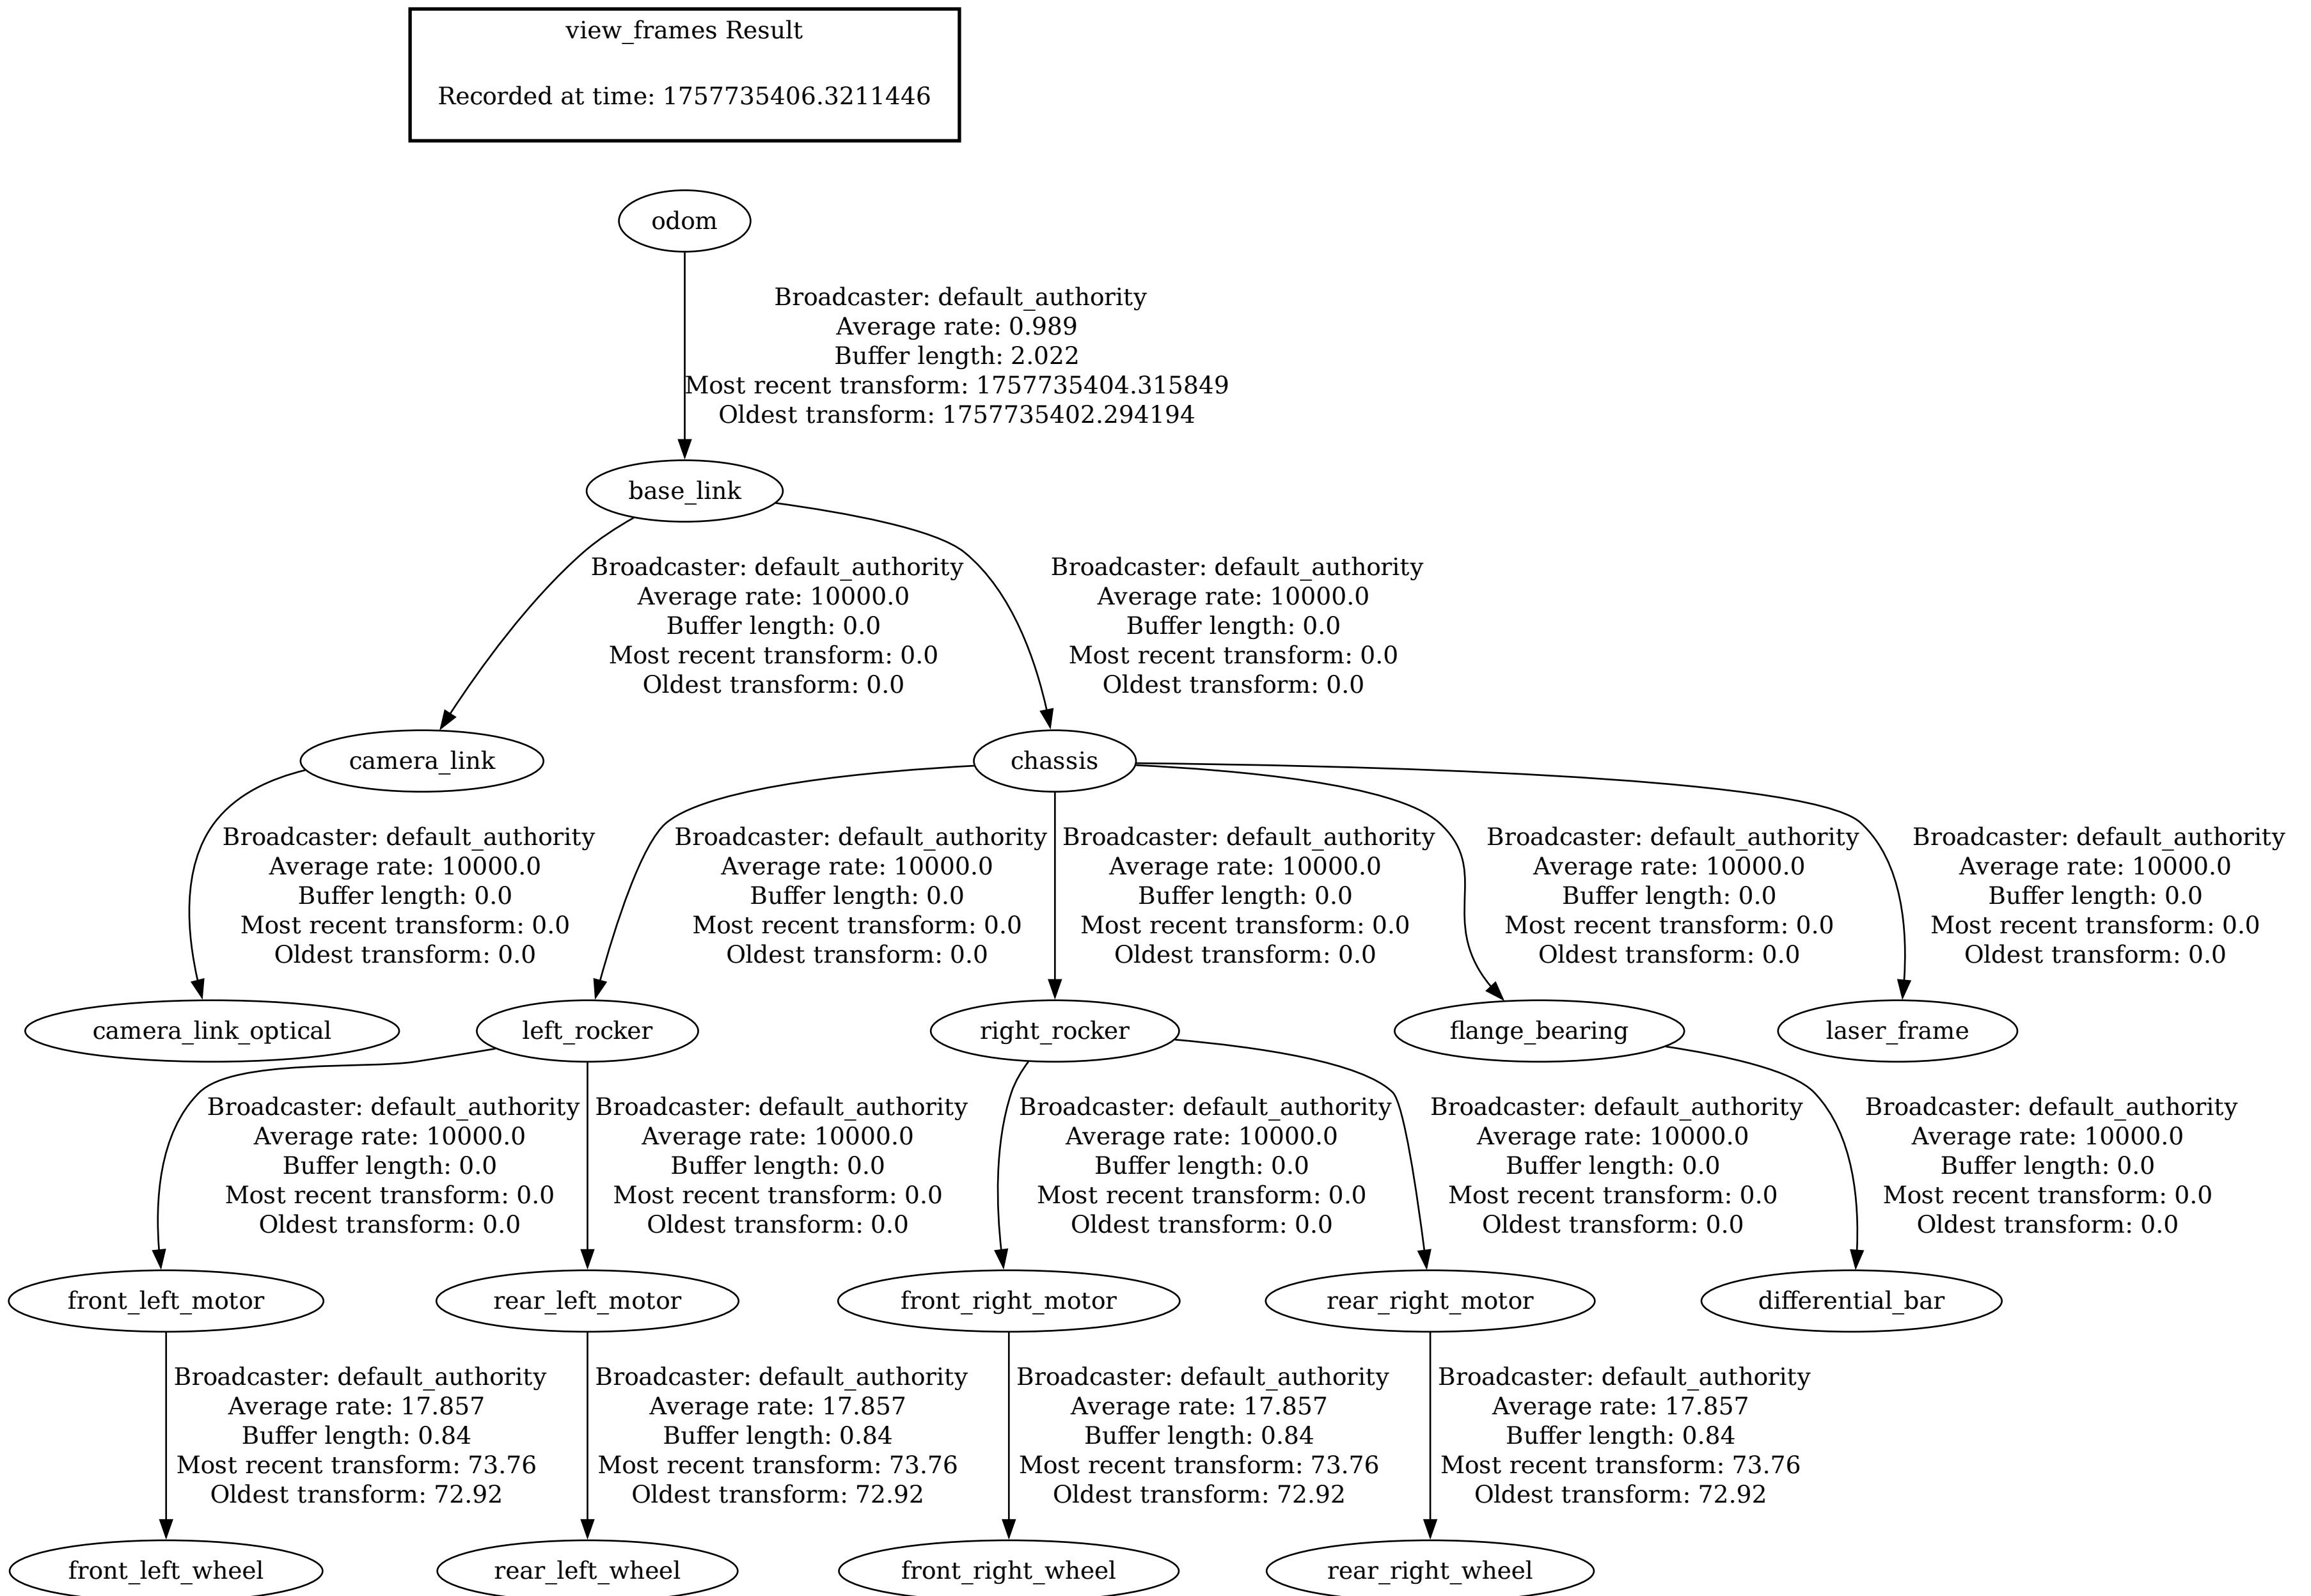 view_frames Result
Recorded at time: 1757735406.3211446
odom
Broadcaster: default_authority
Average rate: 0.989
Buffer length: 2.022
Most recent transform: 1757735404.315849
Oldest transform: 1757735402.294194
base_link
Broadcaster: default_authority
Average rate: 10000.0
Buffer length: 0.0
Most recent transform: 0.0
Oldest transform: 0.0
Broadcaster: default_authority
Average rate: 10000.0
Buffer length: 0.0
Most recent transform: 0.0
Oldest transform: 0.0
camera_link
chassis
Broadcaster: default_authority
Average rate: 10000.0
Buffer length: 0.0
Most recent transform: 0.0
Oldest transform: 0.0
Broadcaster: default_authority
Average rate: 10000.0
Buffer length: 0.0
Most recent transform: 0.0
Oldest transform: 0.0
Broadcaster: default_authority
Average rate: 10000.0
Buffer length: 0.0
Most recent transform: 0.0
Oldest transform: 0.0
Broadcaster: default_authority
Average rate: 10000.0
Buffer length: 0.0
Most recent transform: 0.0
Oldest transform: 0.0
Broadcaster: default_authority
Average rate: 10000.0
Buffer length: 0.0
Most recent transform: 0.0
Oldest transform: 0.0
camera_link_optical
left_rocker
right_rocker
flange_bearing
laser_frame
Broadcaster: default_authority
Average rate: 10000.0
Buffer length: 0.0
Most recent transform: 0.0
Oldest transform: 0.0
Broadcaster: default_authority
Average rate: 10000.0
Buffer length: 0.0
Most recent transform: 0.0
Oldest transform: 0.0
Broadcaster: default_authority
Average rate: 10000.0
Buffer length: 0.0
Most recent transform: 0.0
Oldest transform: 0.0
Broadcaster: default_authority
Average rate: 10000.0
Buffer length: 0.0
Most recent transform: 0.0
Oldest transform: 0.0
Broadcaster: default_authority
Average rate: 10000.0
Buffer length: 0.0
Most recent transform: 0.0
Oldest transform: 0.0
front_left_motor
rear_left_motor
front_right_motor
rear_right_motor
differential_bar
Broadcaster: default_authority
Average rate: 17.857
Buffer length: 0.84
Most recent transform: 73.76
Oldest transform: 72.92
Broadcaster: default_authority
Average rate: 17.857
Buffer length: 0.84
Most recent transform: 73.76
Oldest transform: 72.92
Broadcaster: default_authority
Average rate: 17.857
Buffer length: 0.84
Most recent transform: 73.76
Oldest transform: 72.92
Broadcaster: default_authority
Average rate: 17.857
Buffer length: 0.84
Most recent transform: 73.76
Oldest transform: 72.92
front_left_wheel
rear_left_wheel
front_right_wheel
rear_right_wheel